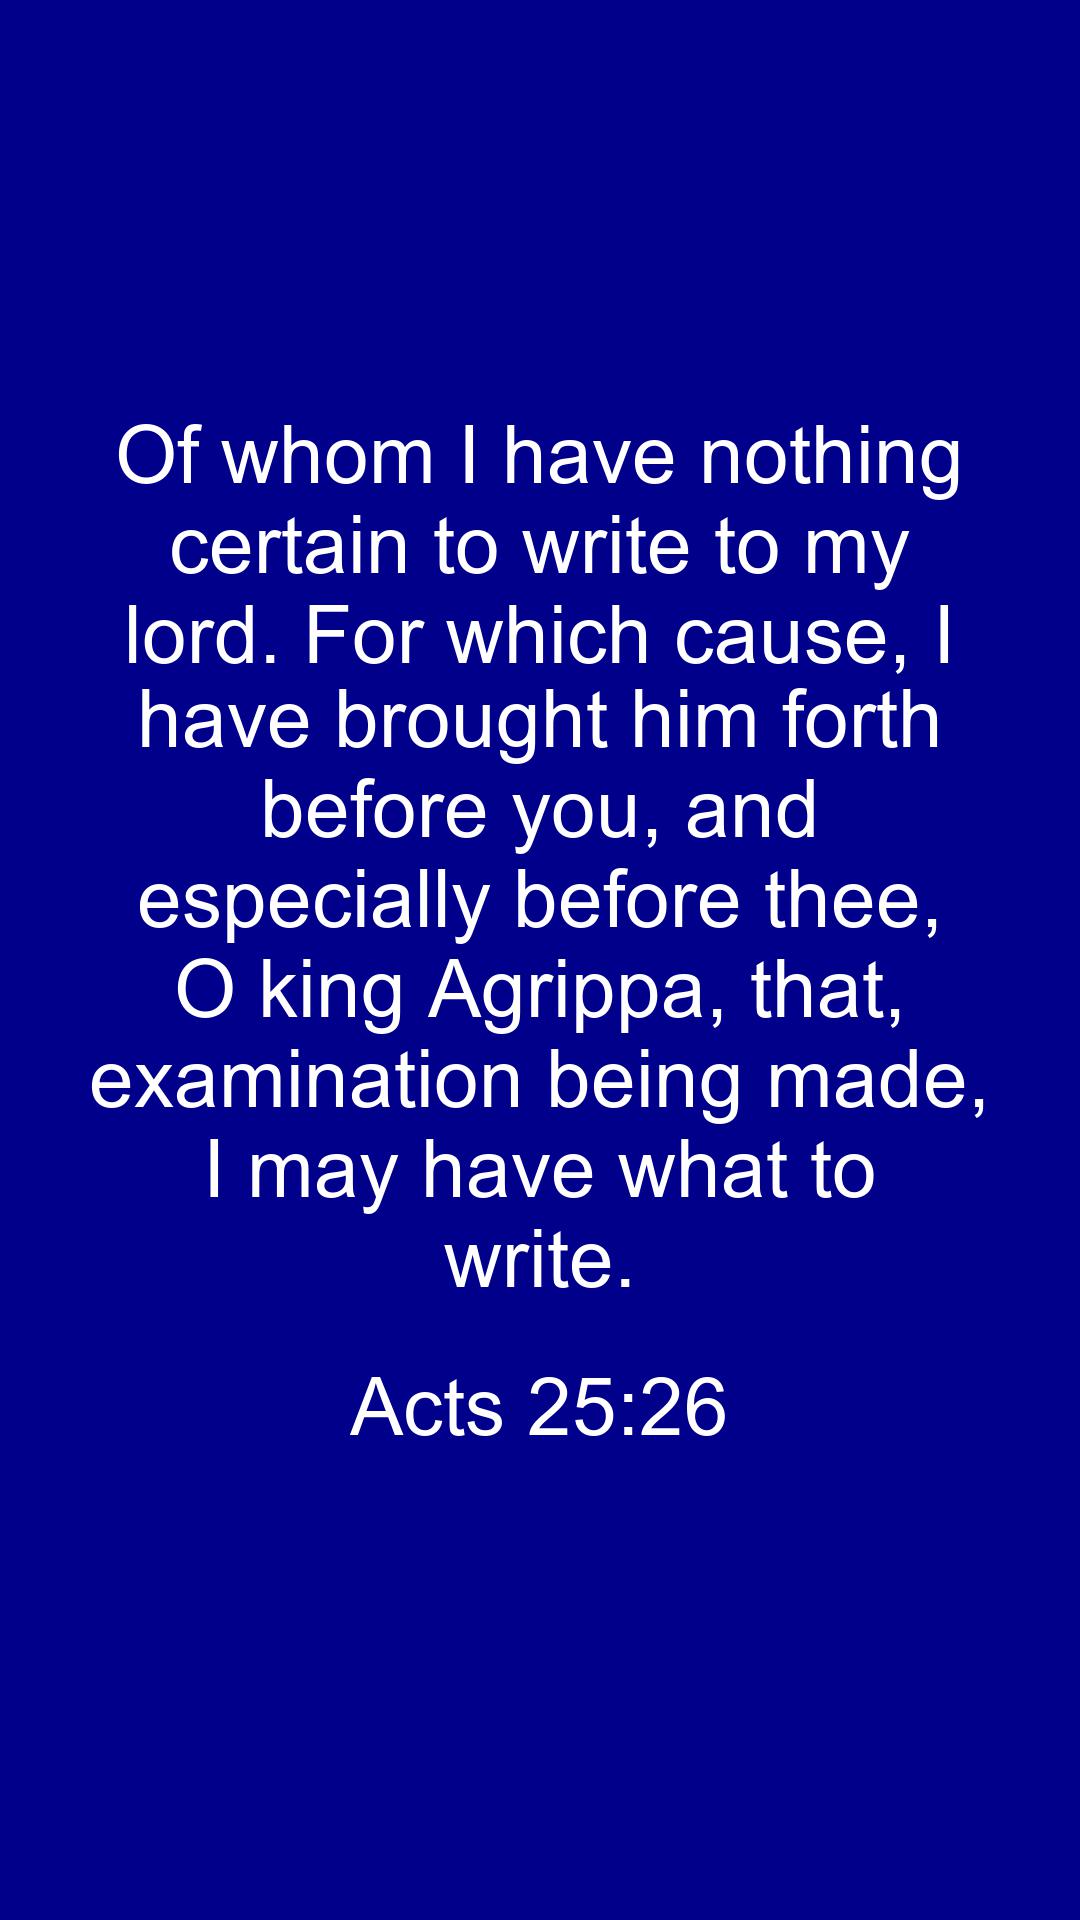 Of whom I have nothing
certain to write to my
lord. For which cause, I
have brought him forth
before you, and
especially before thee,
O king Agrippa, that,
examination being made,
I may have what to
write.
Acts 25:26